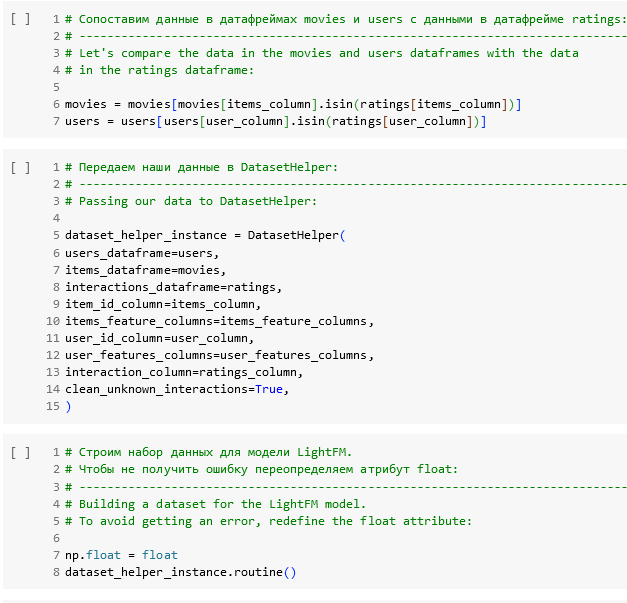 [ ] 1 # Сопоставим данные в датафреймах movies и users с данными в датафрейме ratings:
2 # -----------------------------------------------------------------------------
3 # Let's compare the data in the movies and users dataframes with the data
4 # in the ratings dataframe:
5
6 movies = movies[movies[items_column].isin(ratings[items_column])]
7 users = users[users[user_column].isin(ratings[user_column])]
[ ] 1 # Передаем наши данные в DatasetHelper:
2 # -----------------------------------------------------------------------------
3 # Passing our data to DatasetHelper:
4
5 dataset_helper_instance = DatasetHelper(
6 users_dataframe=users,
7 items_dataframe=movies,
8 interactions_dataframe=ratings,
9 item_id_column=items_column,
10 items_feature_columns=items_feature_columns,
11 user_id_column=user_column,
12 user_features_columns=user_features_columns,
13 interaction_column=ratings_column,
14 clean_unknown_interactions=True,
15 )
[ ] 1 # Строим набор данных для модели LightFM.
2 # Чтобы не получить ошибку переопределяем атрибут float:
3 # -----------------------------------------------------------------------------
4 # Building a dataset for the LightFM model.
5 # To avoid getting an error, redefine the float attribute:
6
7 np.float = float
8 dataset_helper_instance.routine()